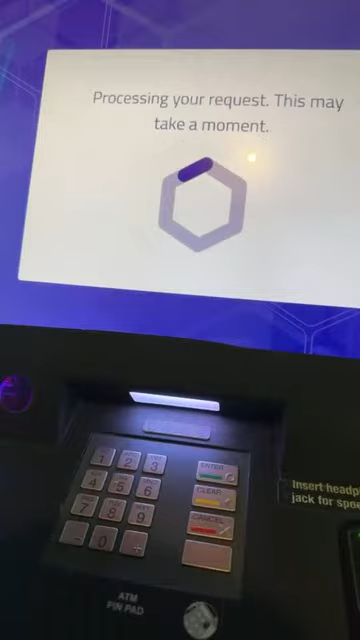 Processing your request. This may
take a moment.
1
2
3
4
5
6
7
8
9
0
ENTER
CLEAR
CANCEL
Insert headp
jack for spee
ATM
PIN PAD